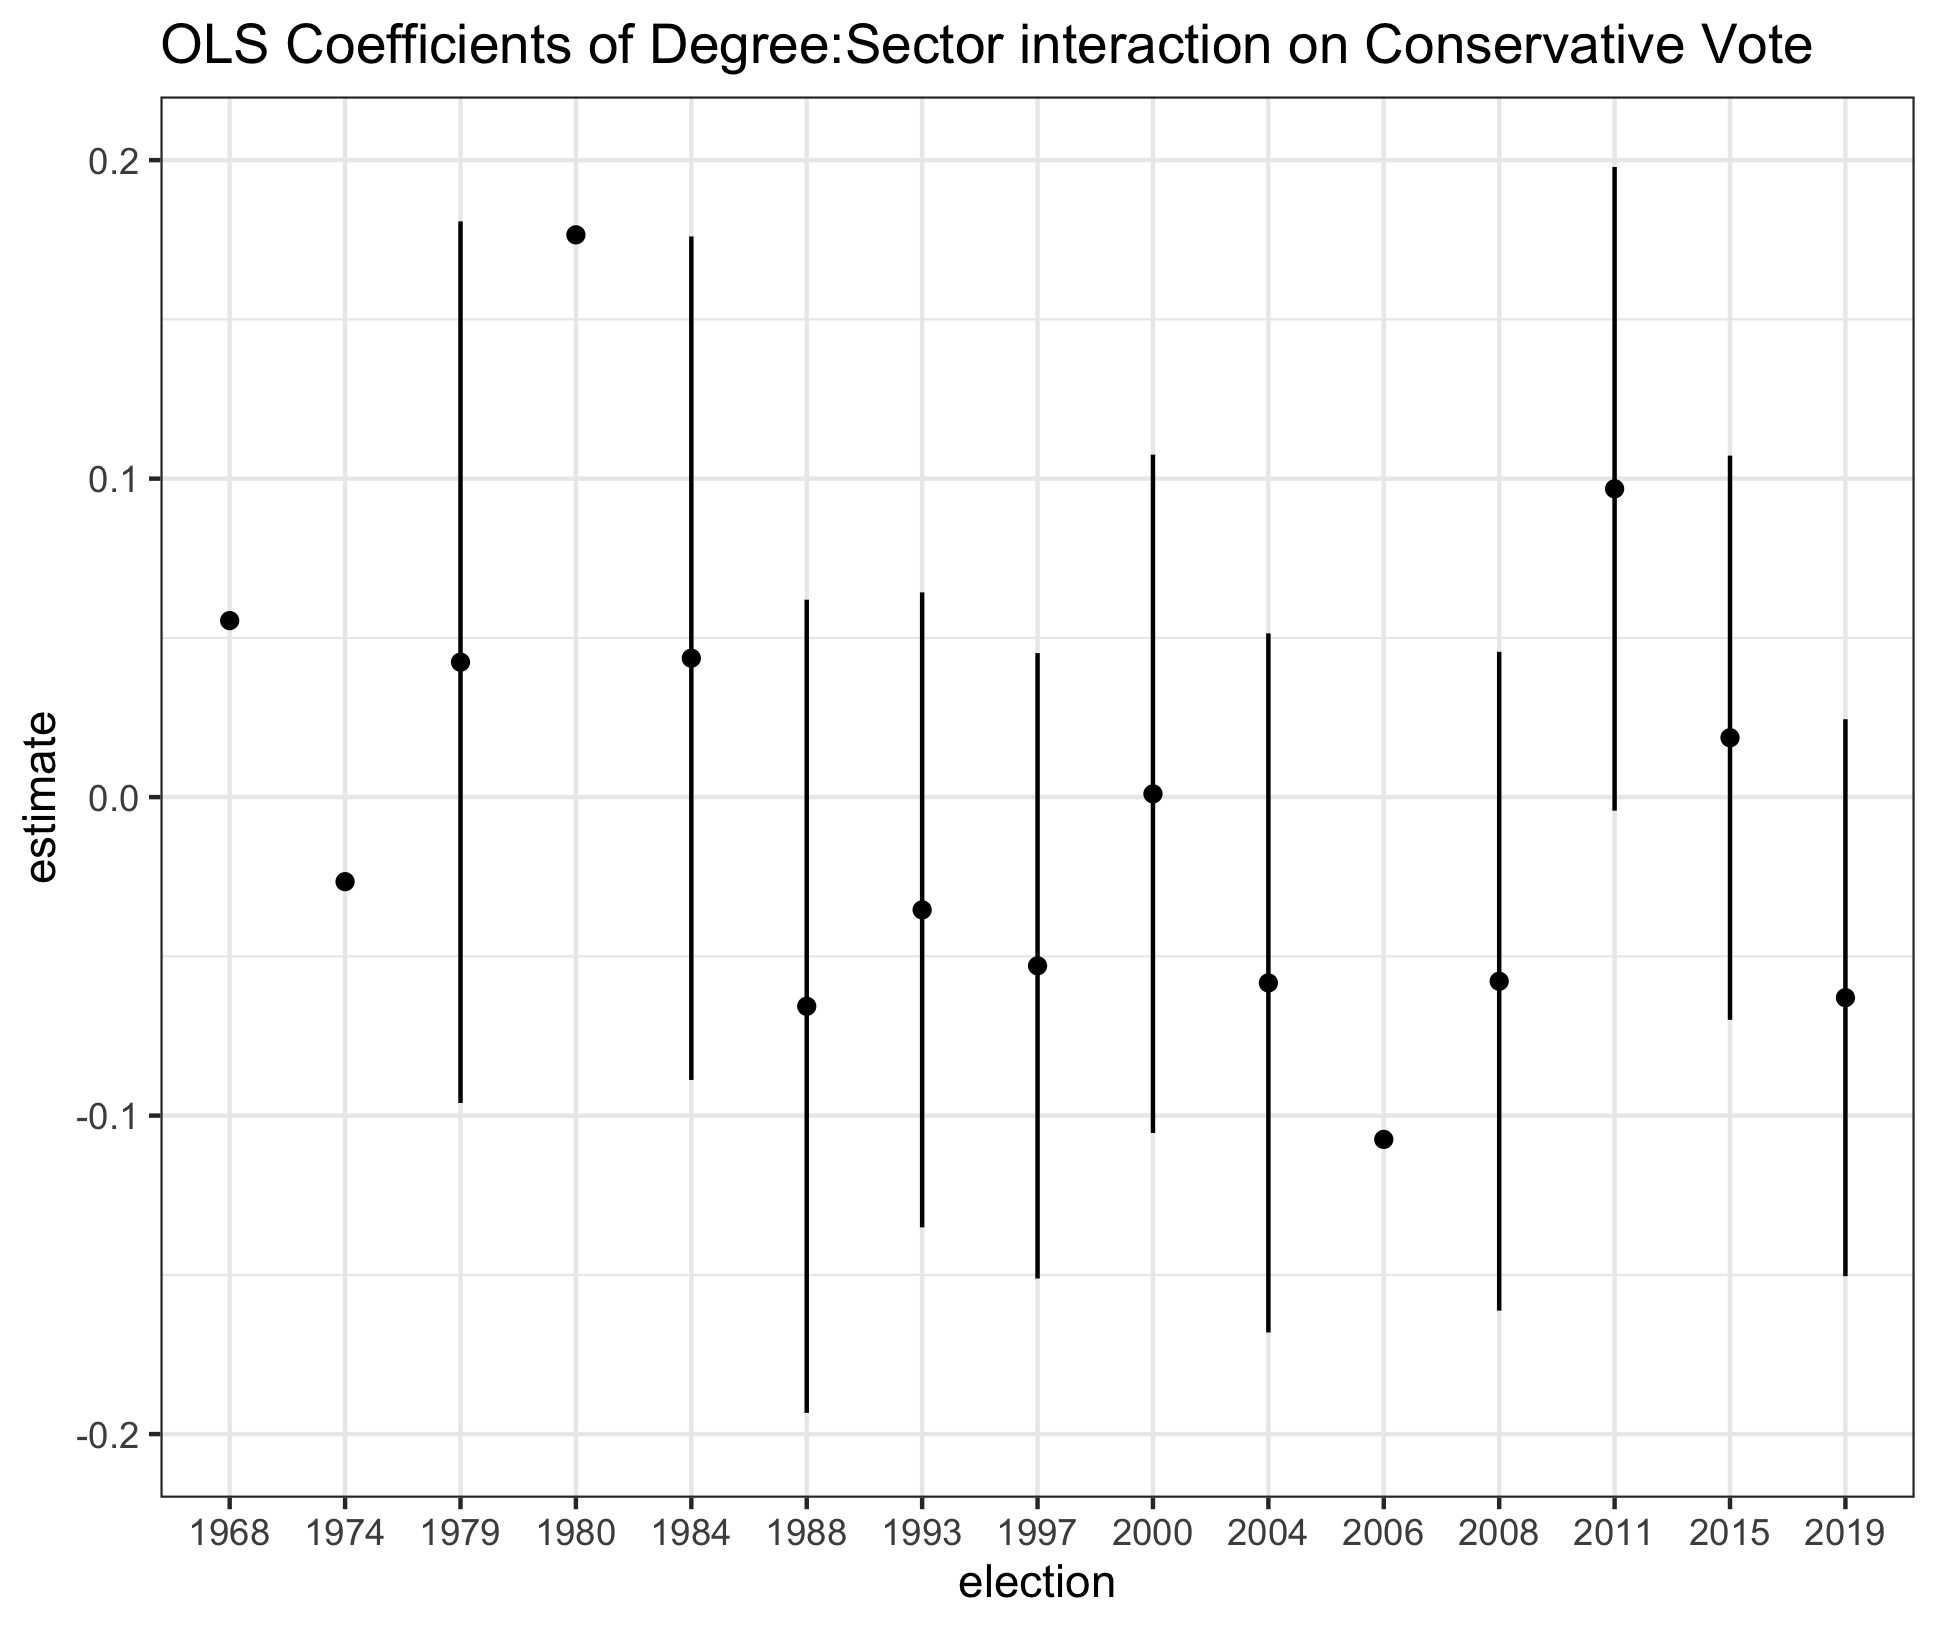 OLS Coefficients of Degree:Sector interaction on Conservative Vote
0.2
0.1
0.0
-0.1
-0.2
estimate
1968 1974 1979 1980 1984 1988 1993 1997 2000 2004 2006 2008 2011 2015 2019
election